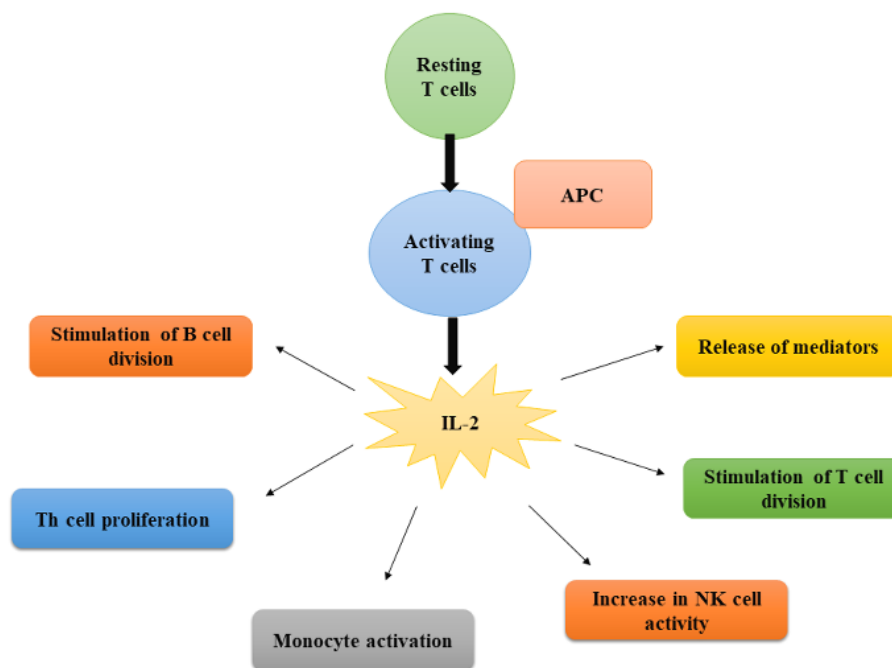 Resting
T cells
APC
Activating
T cells
Stimulation of B cell
division
Release of mediators
IL-2
Th cell proliferation
Stimulation of T cell
division
Monocyte activation
Increase in NK cell
activity